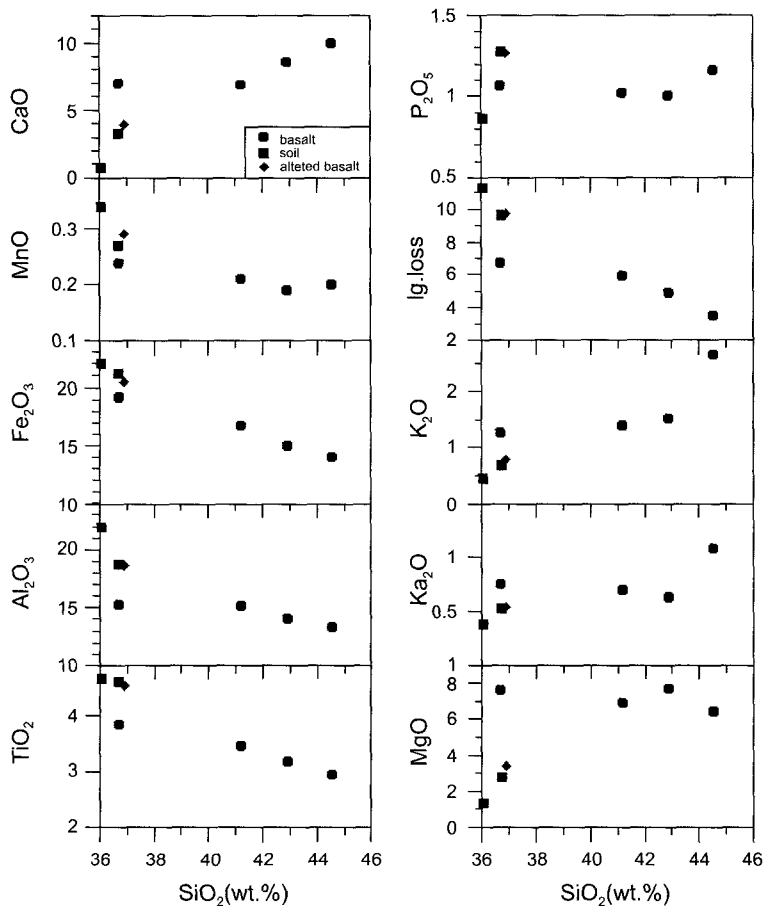 CaO
10
5
0
basalt
soil
alteted basalt
MnO
0.3
0.2
0.1
Fe₂O₃
20
15
10
Al₂O₃
20
15
10
TiO₂
4
3
2
36 38 40 42 44 46
SiO₂(wt.%)
P₂O₅
1.5
1
1.5
Ig.loss
10
8
6
4
2
K₂O
2
1
0
Ka₂O
1
0.5
1
MgO
8
6
4
2
0
36 38 40 42 44 46
SiO₂(wt.%)